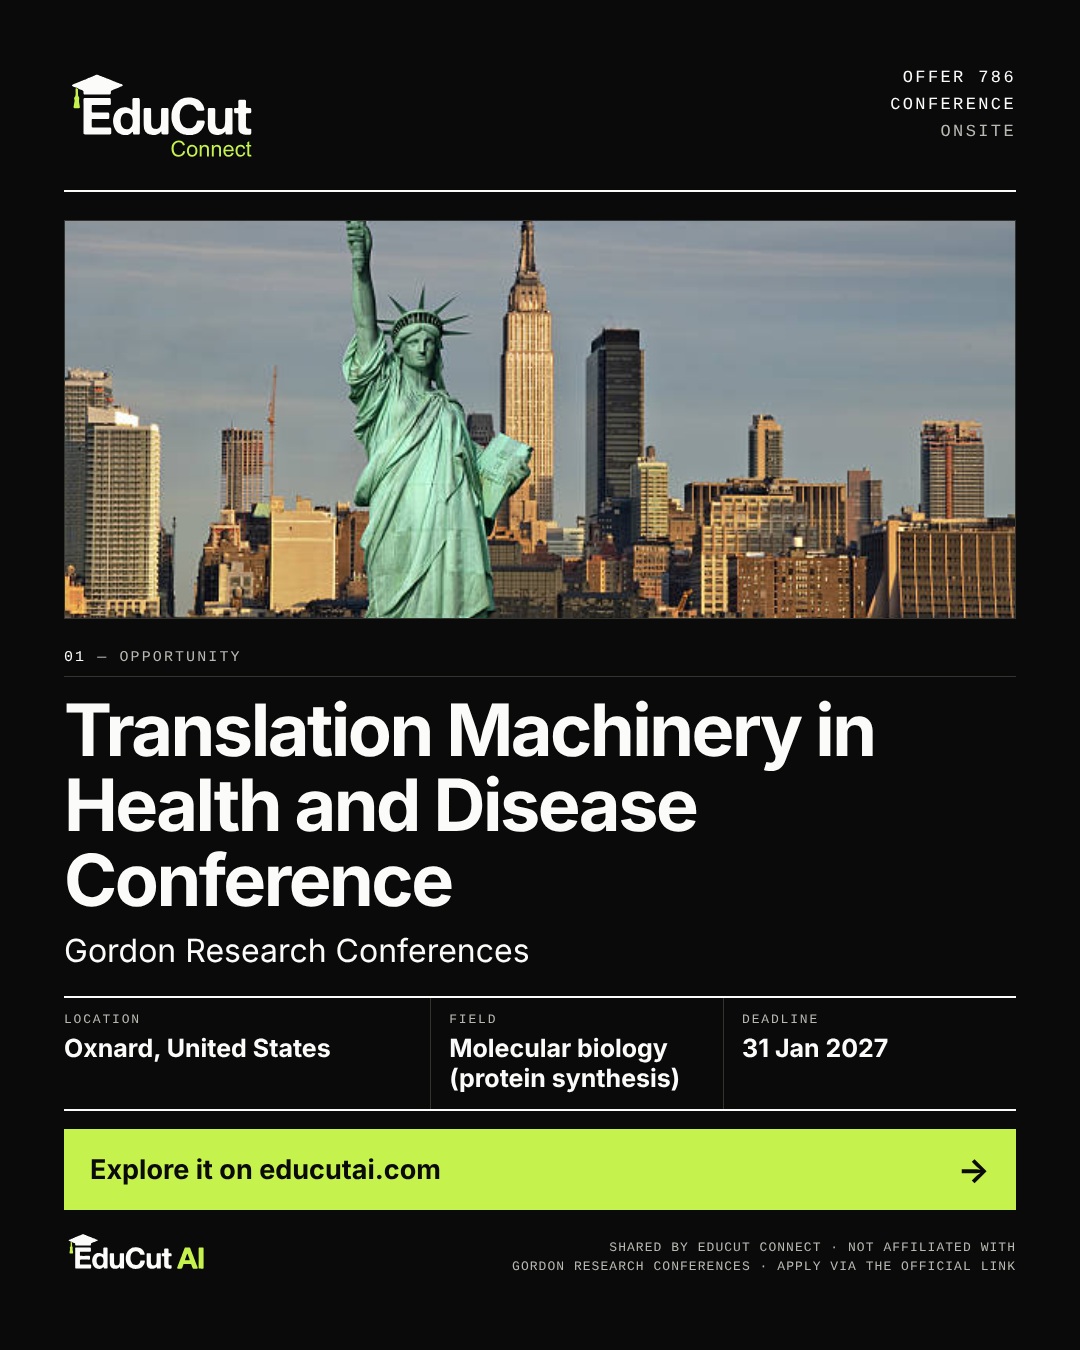 EduCut
Connect
OFFER 786
CONFERENCE
ONSITE
01 — OPPORTUNITY
Translation Machinery in
Health and Disease
Conference
Gordon Research Conferences
LOCATION
Oxnard, United States
FIELD
Molecular biology
(protein synthesis)
DEADLINE
31 Jan 2027
Explore it on educutai.com →
EduCut AI
SHARED BY EDUCUT CONNECT · NOT AFFILIATED WITH
GORDON RESEARCH CONFERENCES · APPLY VIA THE OFFICIAL LINK